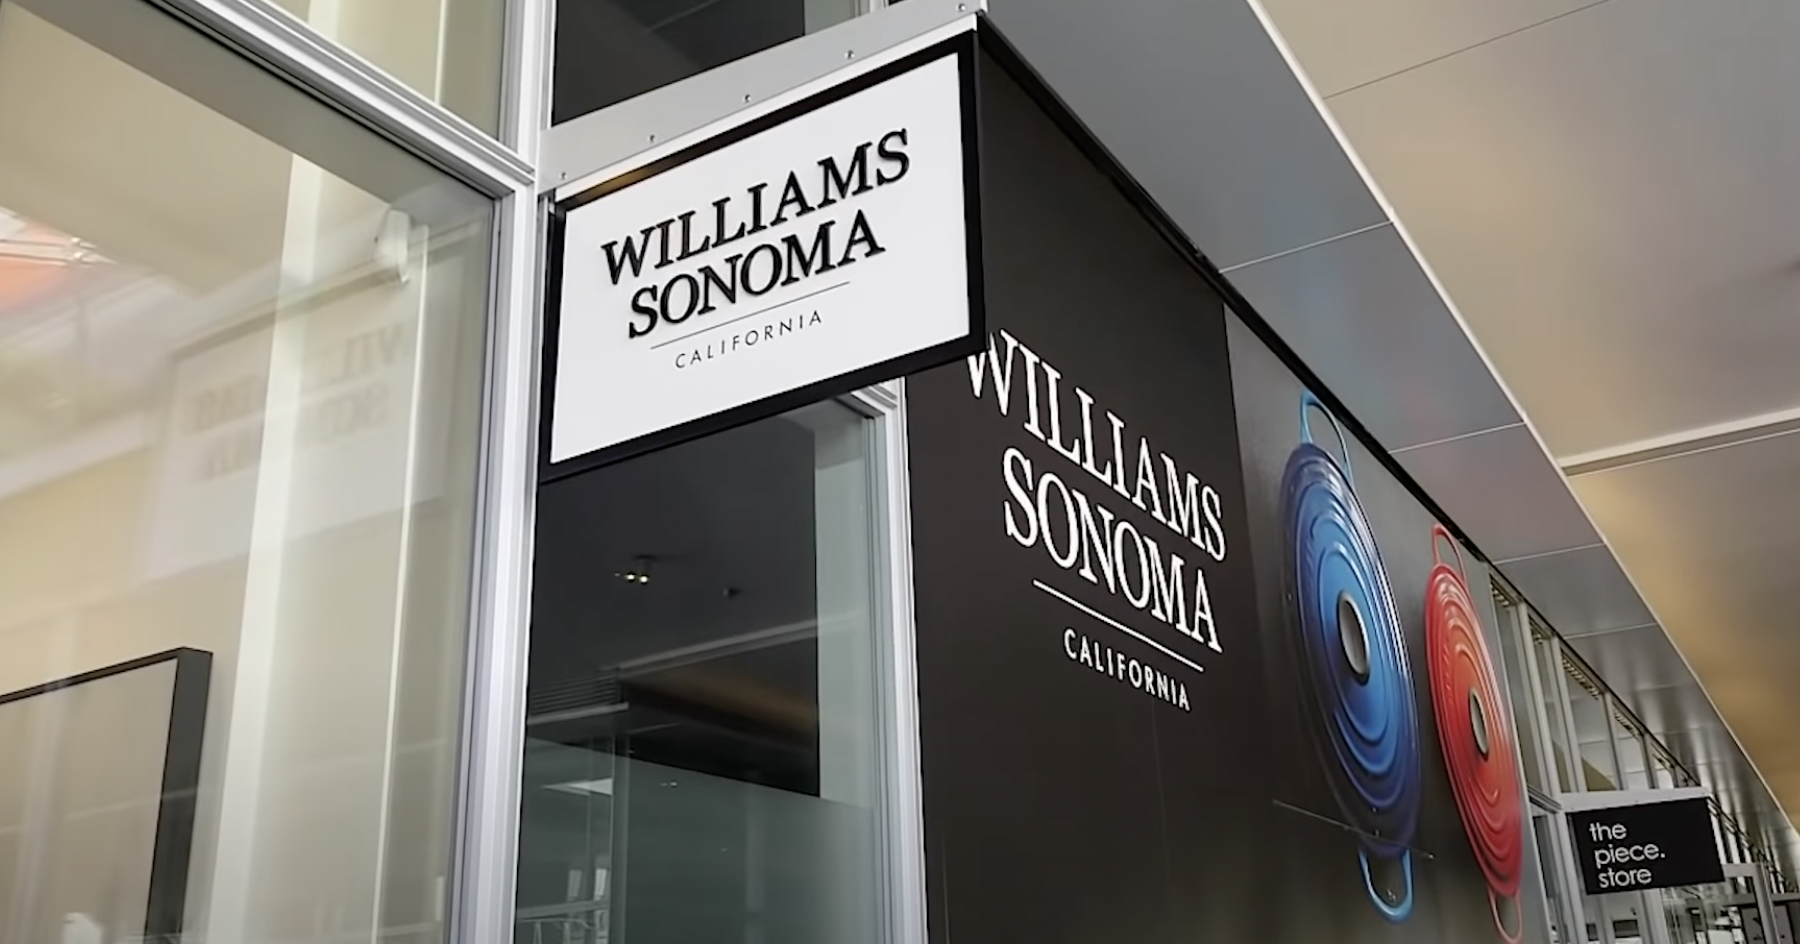 WILLIAMS
SONOMA
CALIFORNIA
WILLIAMS
SONOMA
CALIFORNIA
the
piece.
store